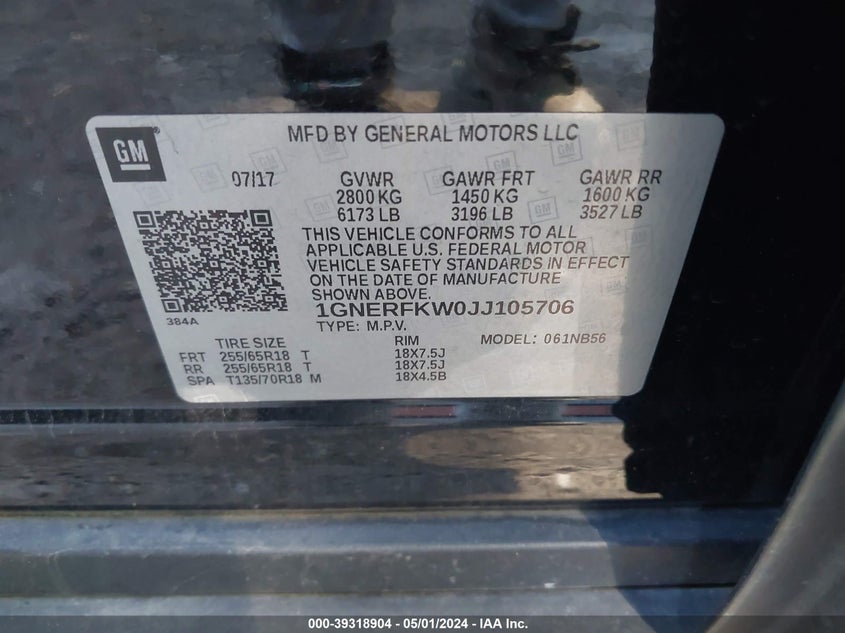 GM
MFD BY GENERAL MOTORS LLC
07/17 GVWR GAWR FRT GAWR RR
2800 KG 1450 KG 1600 KG
6173 LB 3196 LB 3527 LB
THIS VEHICLE CONFORMS TO ALL
APPLICABLE U.S. FEDERAL MOTOR
VEHICLE SAFETY STANDARDS IN EFFECT
ON THE DATE OF MANUFACTURE
SHOWN ABOVE.
1GNERFKW0JJ105706
384A
TYPE: M.P.V.
MODEL: 061NB56
TIRE SIZE RIM
FRT 255/65R18 T 18X7.5J
RR 255/65R18 T 18X7.5J
SPA T135/70R18 M 18X4.5B
000-39318904 - 05/01/2024 - IAA Inc.